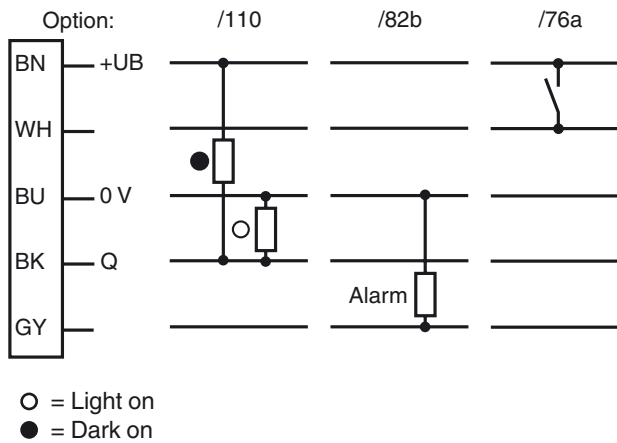 Option: /110 /82b /76a
BN +UB
WH
BU 0 V
BK Q
Alarm
GY
= Light on
= Dark on